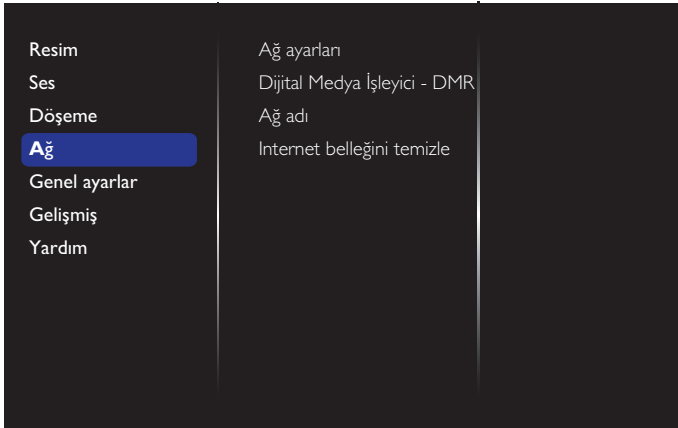 Resim
Ses
Döşeme
Ağ
Genel ayarlar
Gelişmiş
Yardım
Ağ ayarları
Dijital Medya İşleyici - DMR
Ağ adı
Internet belleğini temizle